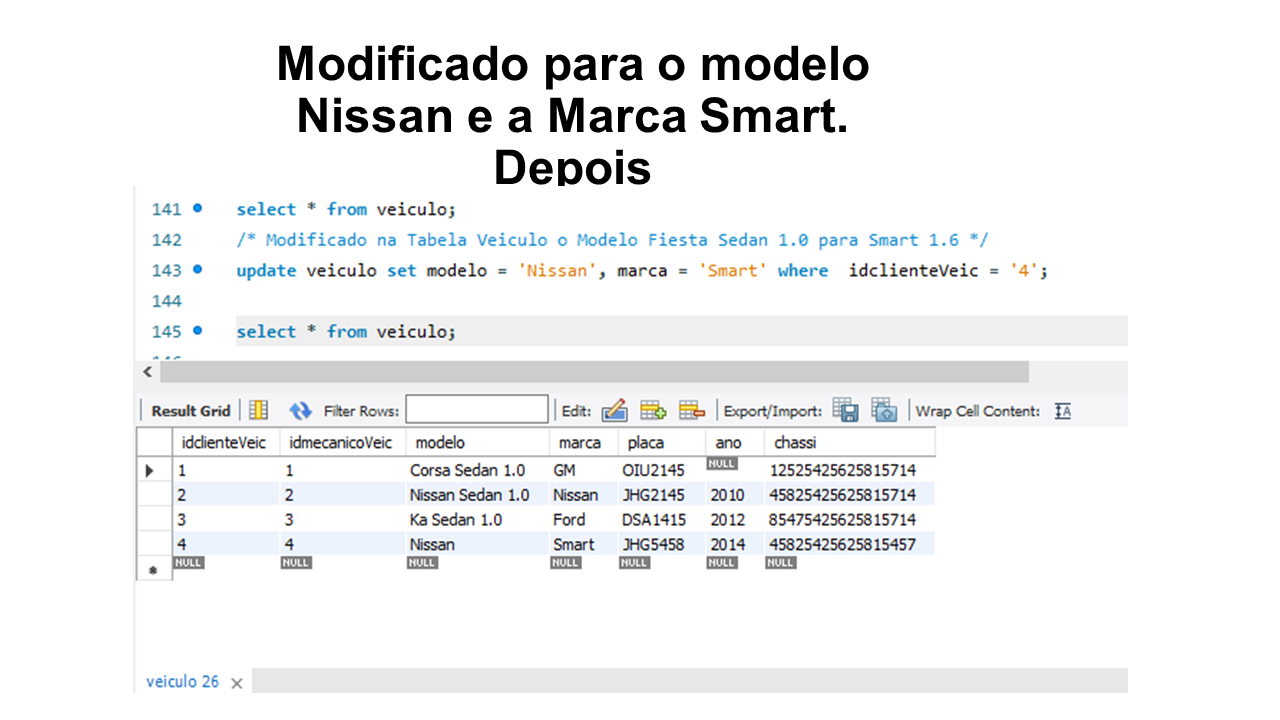 Modificado para o modelo
Nissan e a Marca Smart.
Depois
141 select * from veiculo;
142 /* Modificado na Tabela Veiculo o Modelo Fiesta Sedan 1.0 para Smart 1.6 */
143 update veiculo set modelo = 'Nissan', marca = 'Smart' where idclienteVeic = '4';
144
145 select * from veiculo;
Result Grid Filter Rows: Edit: Export/Import: Wrap Cell Content:
idclienteVeic idmecanicoVeic modelo marca placa ano chassi
1 1 Corsa Sedan 1.0 GM OIU2145 NULL 12525425625815714
2 2 Nissan Sedan 1.0 Nissan JHG2145 2010 45825425625815714
3 3 Ka Sedan 1.0 Ford DSA1415 2012 85475425625815714
4 4 Nissan Smart JHG5458 2014 45825425625815457
NULL NULL NULL NULL NULL NULL NULL
veiculo 26